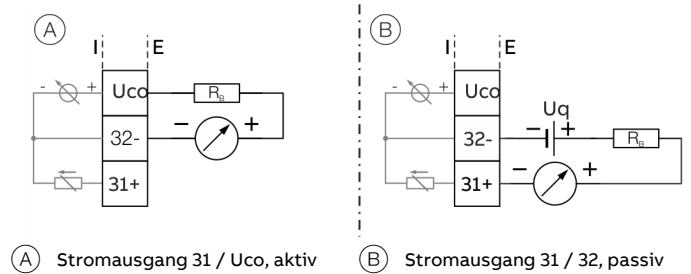 A
I E
- + Uco R_B
32- - +
31+
B
I E
- + Uco
Uq
32- - + R_B
31+ - +
A Stromausgang 31 / Uco, aktiv
B Stromausgang 31 / 32, passiv